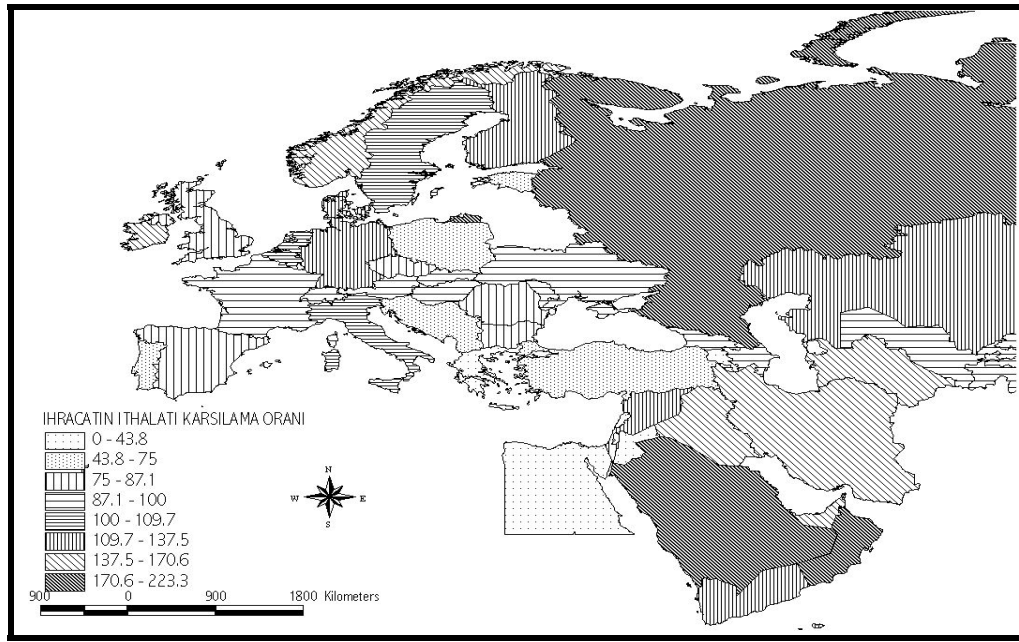 IHRACATIN ITHALATI KARSILAMA ORANI
0 - 43.8
43.8 - 75
75 - 87.1
87.1 - 100
100 - 109.7
109.7 - 137.5
137.5 - 170.6
170.6 - 223.3
N
W E
S
900 0 900 1800 Kilometers